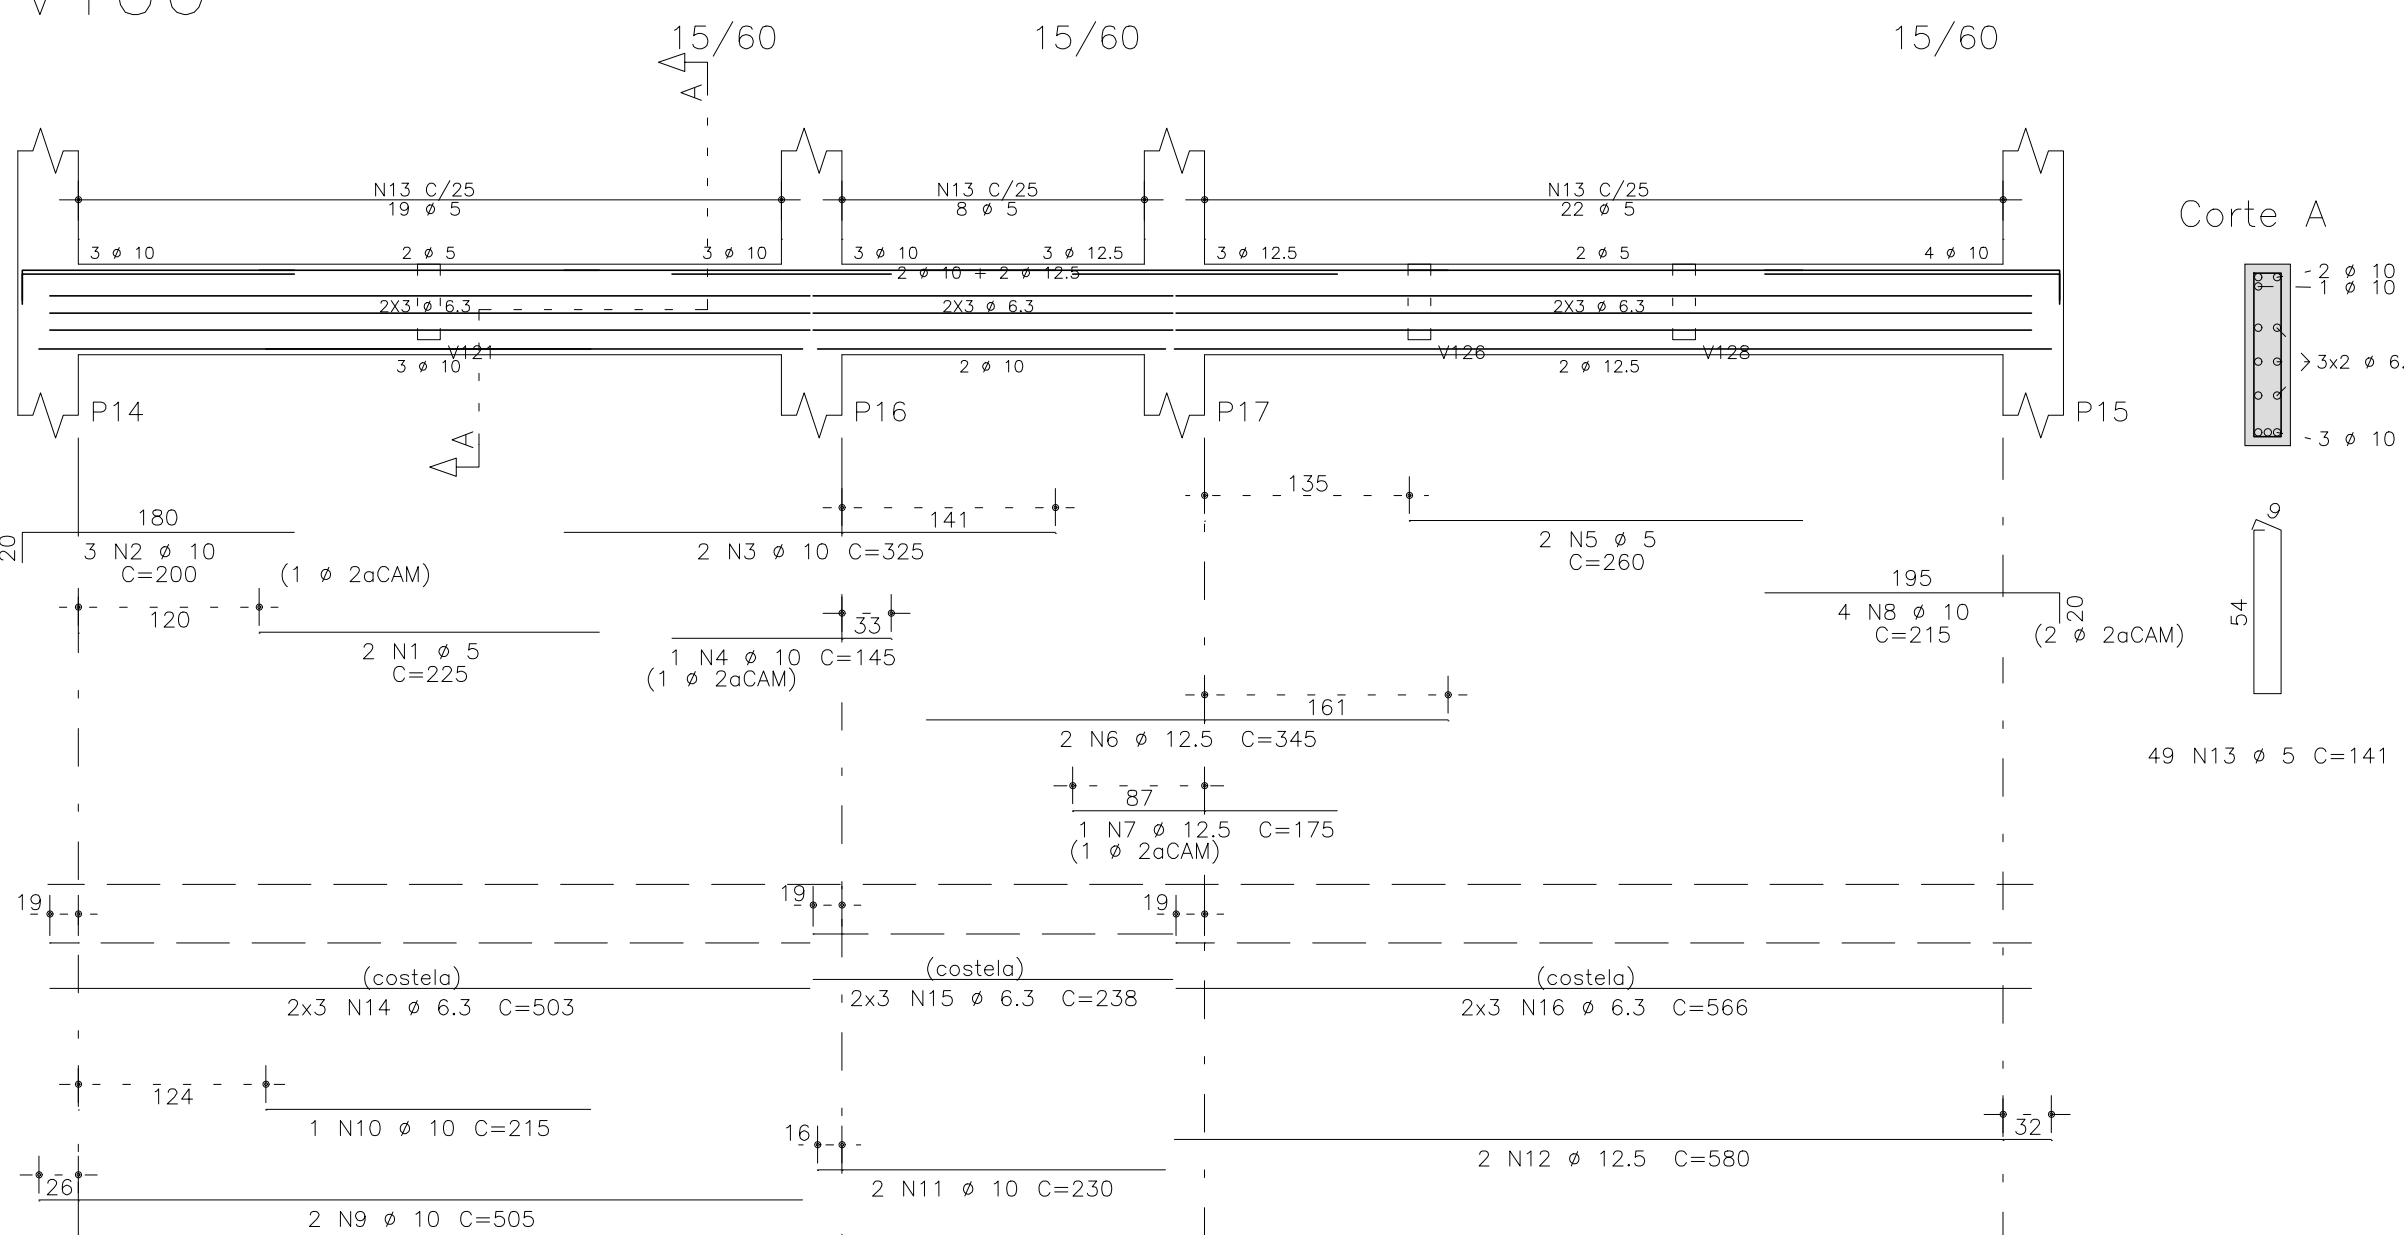 15/60 15/60 15/60
A
N13 C/25 N13 C/25 N13 C/25
19 ø 5 8 ø 5 22 ø 5
Corte A
3 ø 10 2 ø 5 3 ø 10 3 ø 10 3 ø 12.5 3 ø 12.5 2 ø 5 4 ø 10
2 ø 10 + 2 ø 12.5
2 ø 10
1 ø 10
2X3 ø 6.3 2X3 ø 6.3 2X3 ø 6.3
V121 V126 V128
3x2 ø 6.
3 ø 10 2 ø 10 2 ø 12.5
P14 P16 P17 P15
A
3 ø 10
135
180 141
9
20
3 N2 ø 10 2 N3 ø 10 C=325 2 N5 ø 5
C=200 (1 ø 2aCAM) C=260
195
120 33 4 N8 ø 10 20
54
2 N1 ø 5 1 N4 ø 10 C=145 C=215 (2 ø 2aCAM)
C=225 (1 ø 2aCAM)
161
2 N6 ø 12.5 C=345
49 N13 ø 5 C=141
87
1 N7 ø 12.5 C=175
(1 ø 2aCAM)
19 19 19
(costela) (costela) (costela)
2x3 N14 ø 6.3 C=503 2x3 N15 ø 6.3 C=238 2x3 N16 ø 6.3 C=566
124
1 N10 ø 10 C=215 16 32
2 N12 ø 12.5 C=580
26 2 N11 ø 10 C=230
2 N9 ø 10 C=505